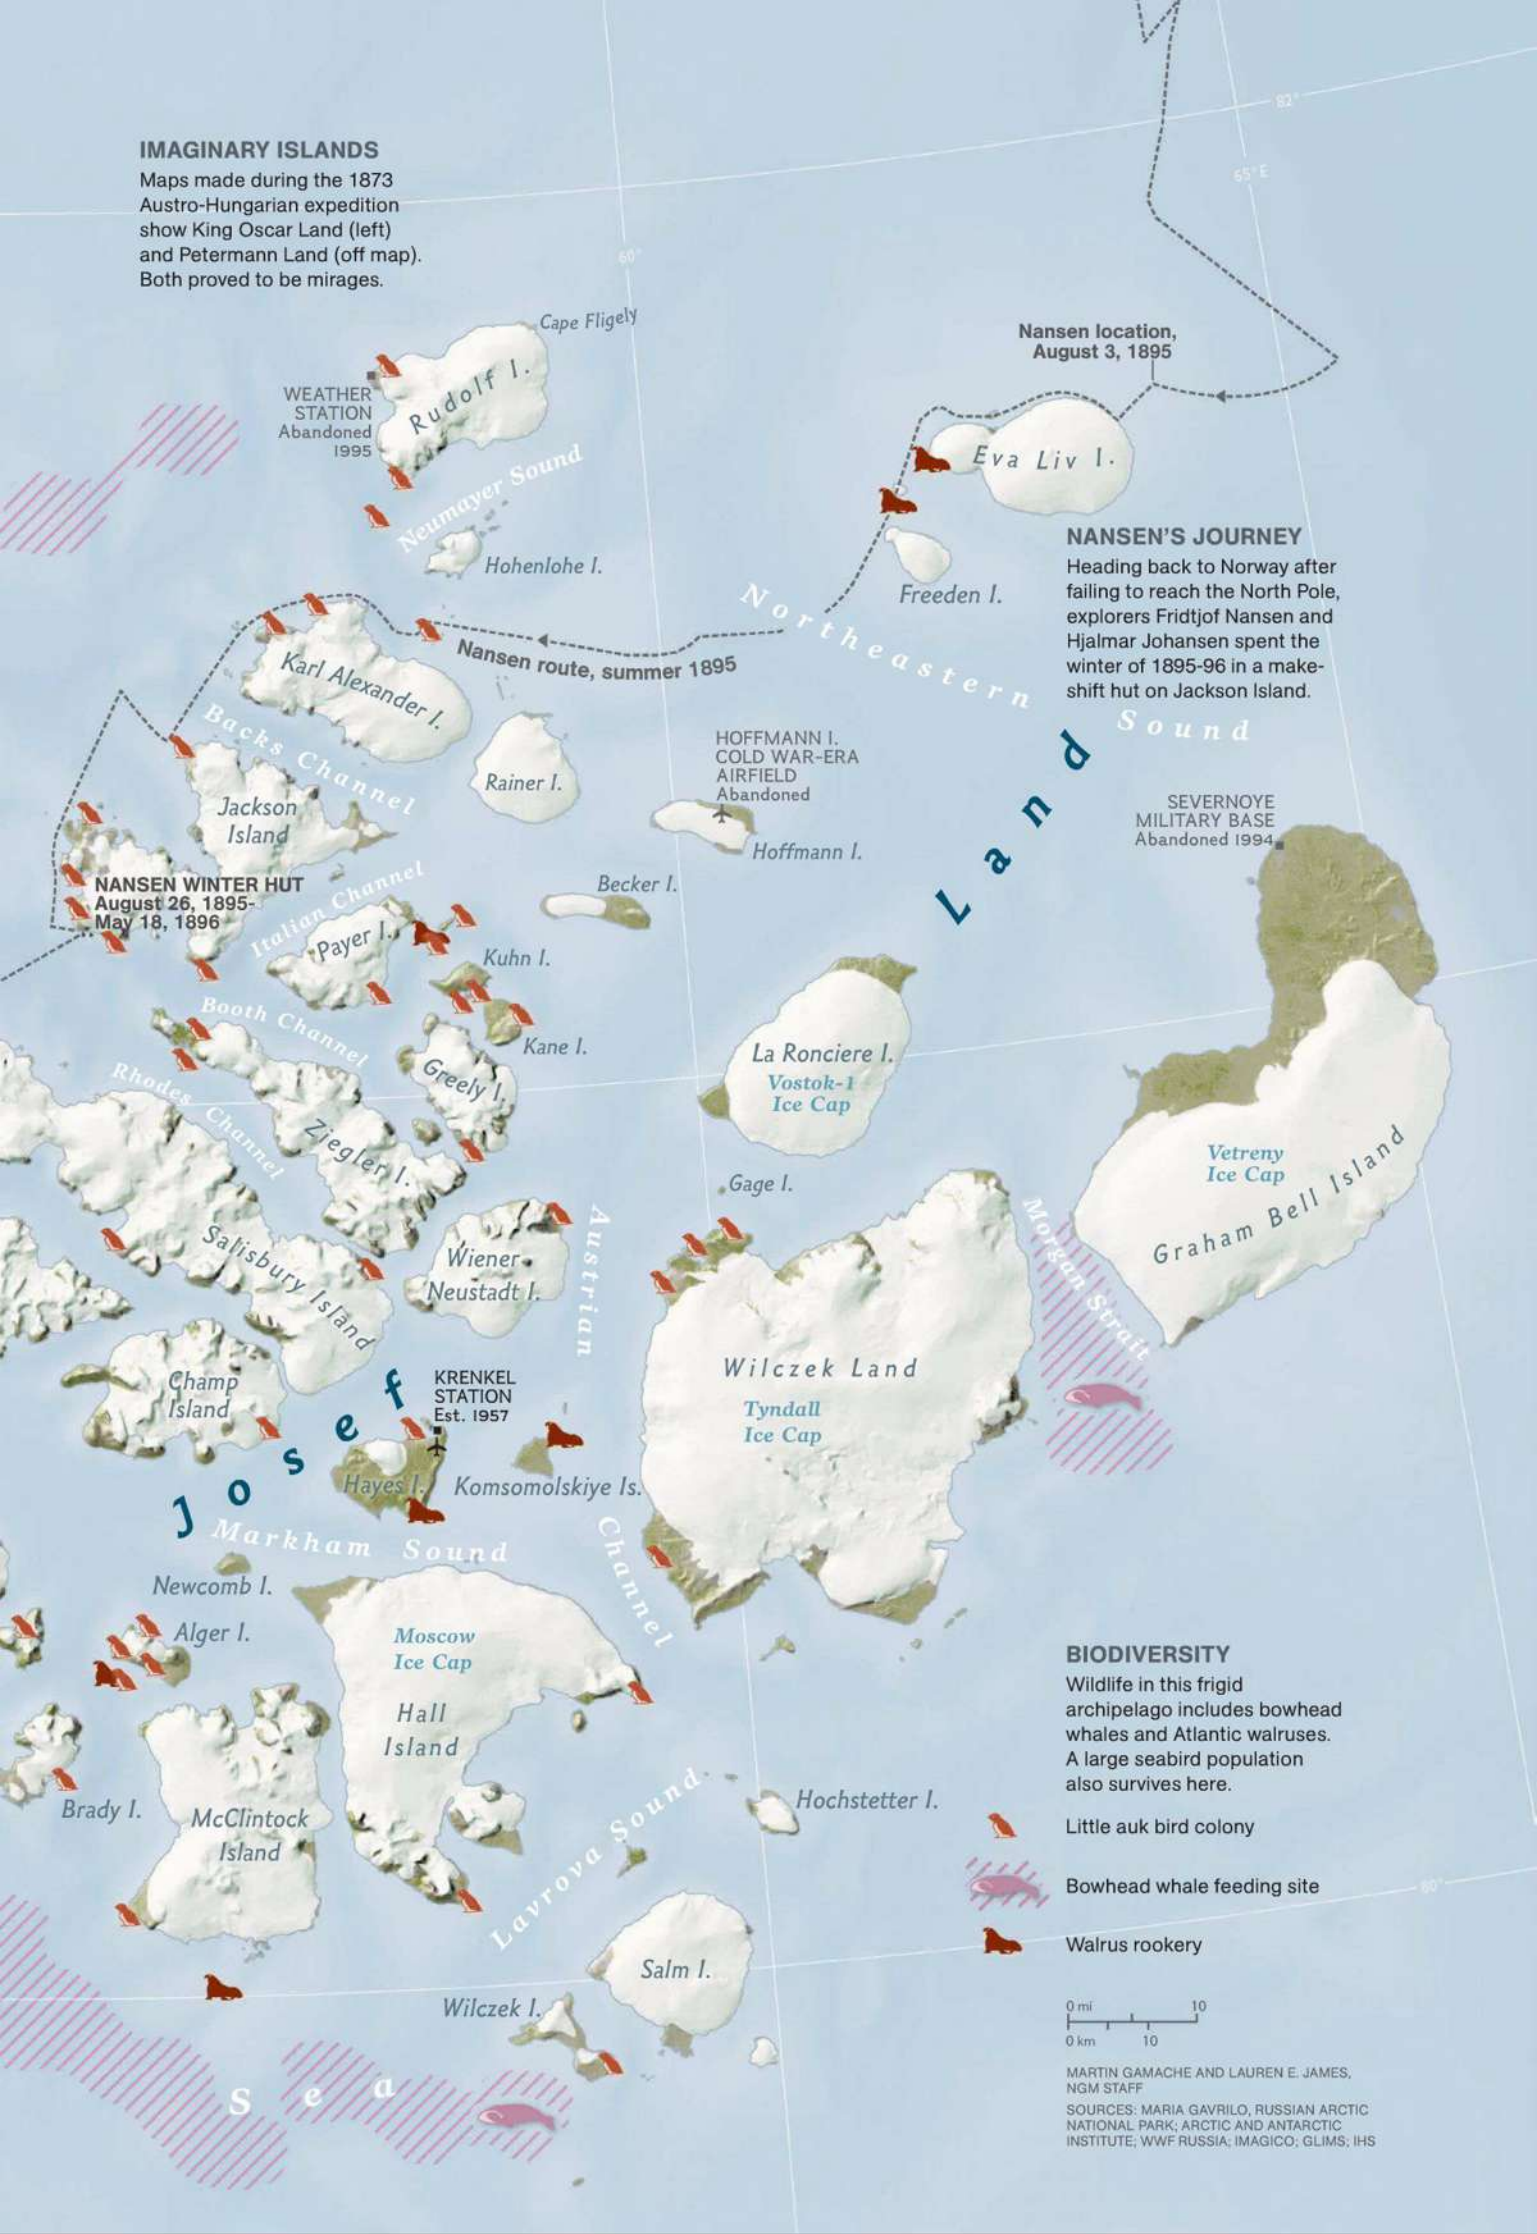 82°
65°E
60°
IMAGINARY ISLANDS
Maps made during the 1873
Austro-Hungarian expedition
show King Oscar Land (left)
and Petermann Land (off map).
Both proved to be mirages.
Cape Fligely
Rudolf I.
WEATHER
STATION
Abandoned
1995
Neumayer Sound
Hohenlohe I.
Nansen location,
August 3, 1895
Eva Liv I.
Freeden I.
NANSEN'S JOURNEY
Heading back to Norway after
failing to reach the North Pole,
explorers Fridtjof Nansen and
Hjalmar Johansen spent the
winter of 1895-96 in a make-
shift hut on Jackson Island.
Northeastern
Sound
Nansen route, summer 1895
Karl Alexander I.
Backs Channel
Rainer I.
Jackson
Island
HOFFMANN I.
COLD WAR-ERA
AIRFIELD
Abandoned
Hoffmann I.
Land
SEVERNOYE
MILITARY BASE
Abandoned 1994
NANSEN WINTER HUT
August 26, 1895-
May 18, 1896
Italian Channel
Becker I.
Payer I.
Kuhn I.
Booth Channel
Kane I.
Greely I.
Rhodes Channel
Ziegler I.
La Ronciere I.
Vostok-1
Ice Cap
Gage I.
Vetreny
Ice Cap
Graham Bell Island
Morgan Strait
Salisbury Island
Wiener
Neustadt I.
Austrian
Channel
Wilczek Land
Tyndall
Ice Cap
Champ
Island
Josef
KRENKEL
STATION
Est. 1957
Hayes I.
Komsomolskiye Is.
Markham Sound
Newcomb I.
Alger I.
Moscow
Ice Cap
Hall
Island
Brady I.
McClintock
Island
Lavrova Sound
Hochstetter I.
Salm I.
Wilczek I.
Sea
BIODIVERSITY
Wildlife in this frigid
archipelago includes bowhead
whales and Atlantic walruses.
A large seabird population
also survives here.
Little auk bird colony
Bowhead whale feeding site
80°
Walrus rookery
0 mi 10
0 km 10
MARTIN GAMACHE AND LAUREN E. JAMES,
NGM STAFF
SOURCES: MARIA GAVRILO, RUSSIAN ARCTIC
NATIONAL PARK; ARCTIC AND ANTARCTIC
INSTITUTE; WWF RUSSIA; IMAGICO; GLIMS; IHS